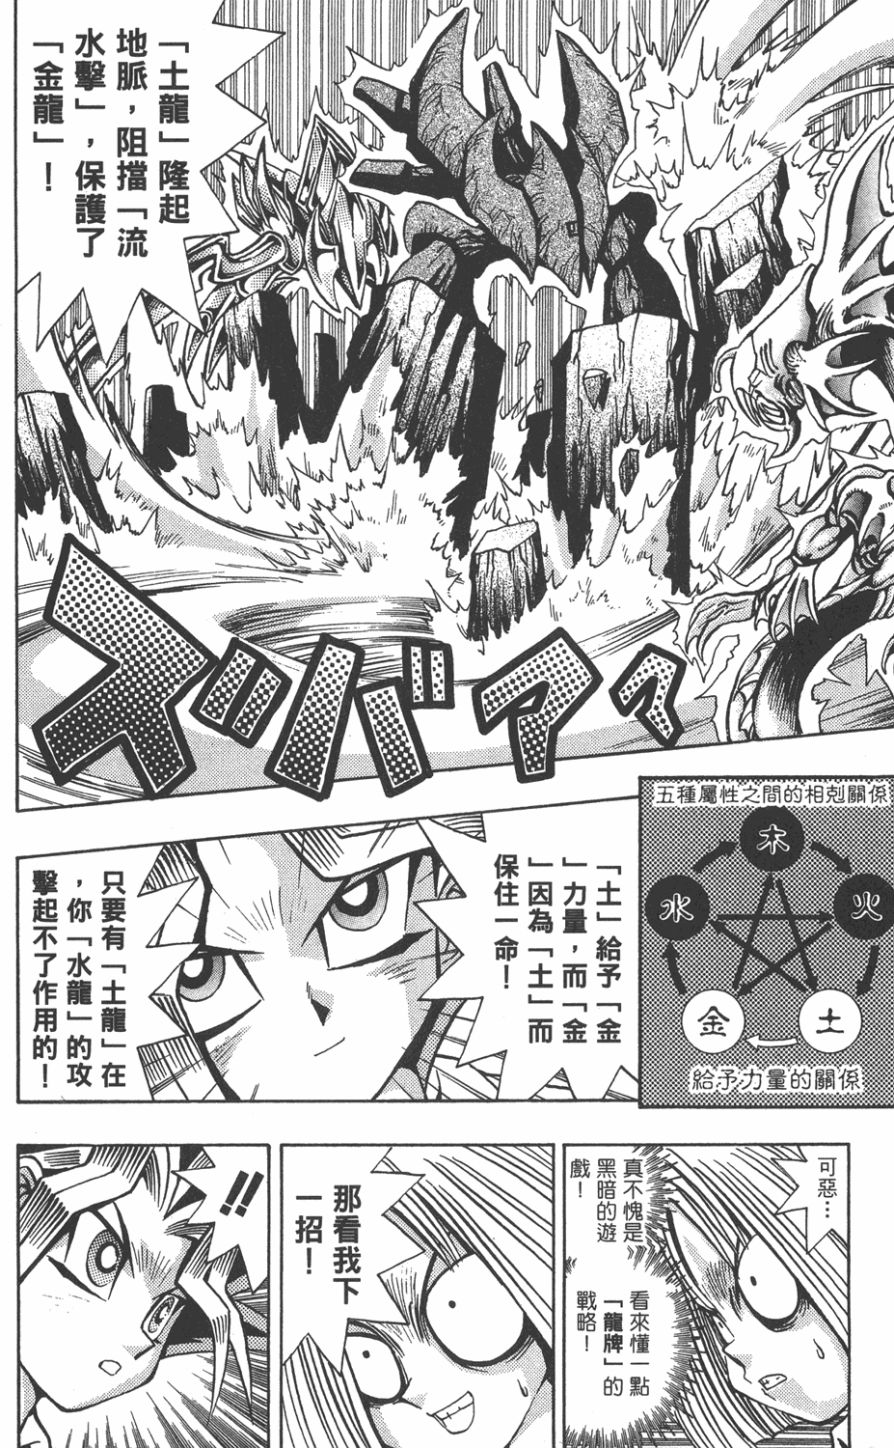 「土龍」隆起
地脈，阻擋「流
水擊」，保護了
「金龍」！
ズババァァ
五種屬性之間的相剋關係
木
水
火
金
土
給予力量的關係
「土」給予「金
」力量，而「金
」因為「土」而
保住一命！
只要有「土龍」在
，你「水龍」的攻
擊起不了作用的！
可惡…
真不愧是
黑暗的遊
戲！
看來懂一點
「龍牌」的
戰略！
那看我下
一招！
!!